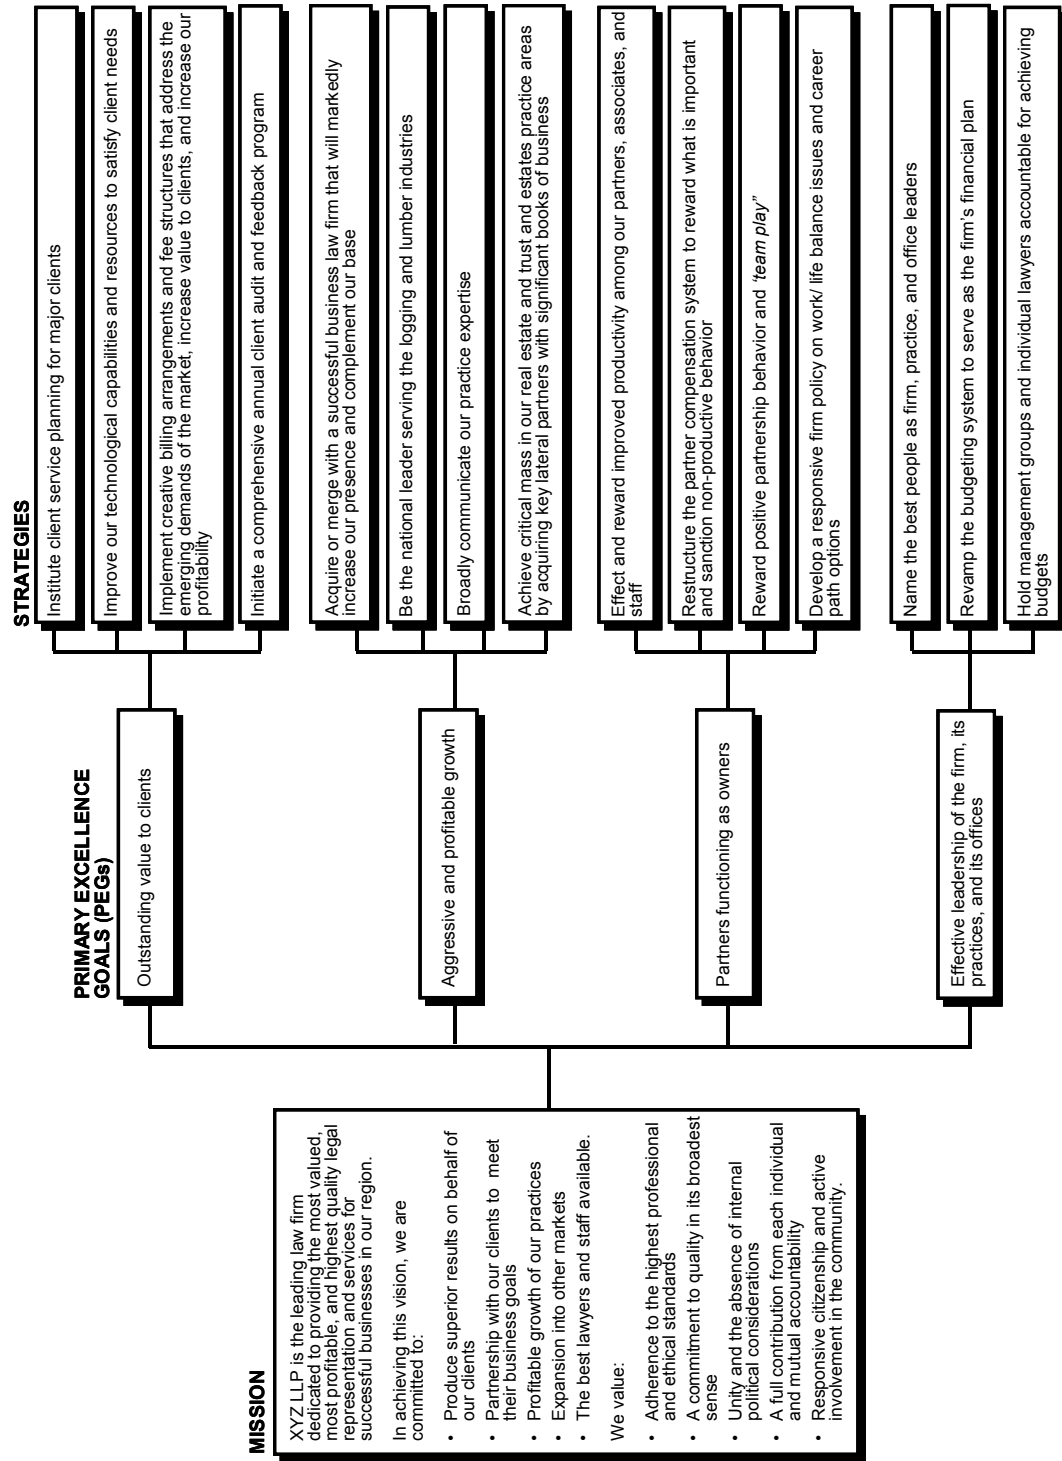 MISSION
XYZ LLP is the leading law firm
dedicated to providing the most valued,
most profitable, and highest quality legal
representation and services for
successful businesses in our region.
In achieving this vision, we are
committed to:
• Produce superior results on behalf of
our clients
• Partnership with our clients to meet
their business goals
• Profitable growth of our practices
• Expansion into other markets
• The best lawyers and staff available.
We value:
• Adherence to the highest professional
and ethical standards
• A commitment to quality in its broadest
sense
• Unity and the absence of internal
political considerations
• A full contribution from each individual
and mutual accountability
• Responsive citizenship and active
involvement in the community.
PRIMARY EXCELLENCE
GOALS (PEGs)
Outstanding value to clients
Aggressive and profitable growth
Partners functioning as owners
Effective leadership of the firm, its
practices, and its offices
STRATEGIES
Institute client service planning for major clients
Improve our technological capabilities and resources to satisfy client needs
Implement creative billing arrangements and fee structures that address the
emerging demands of the market, increase value to clients, and increase our
profitability
Initiate a comprehensive annual client audit and feedback program
Acquire or merge with a successful business law firm that will markedly
increase our presence and complement our base
Be the national leader serving the logging and lumber industries
Broadly communicate our practice expertise
Achieve critical mass in our real estate and trust and estates practice areas
by acquiring key lateral partners with significant books of business
Effect and reward improved productivity among our partners, associates, and
staff
Restructure the partner compensation system to reward what is important
and sanction non-productive behavior
Reward positive partnership behavior and 'team play"
Develop a responsive firm policy on work/ life balance issues and career
path options
Name the best people as firm, practice, and office leaders
Revamp the budgeting system to serve as the firm's financial plan
Hold management groups and individual lawyers accountable for achieving
budgets